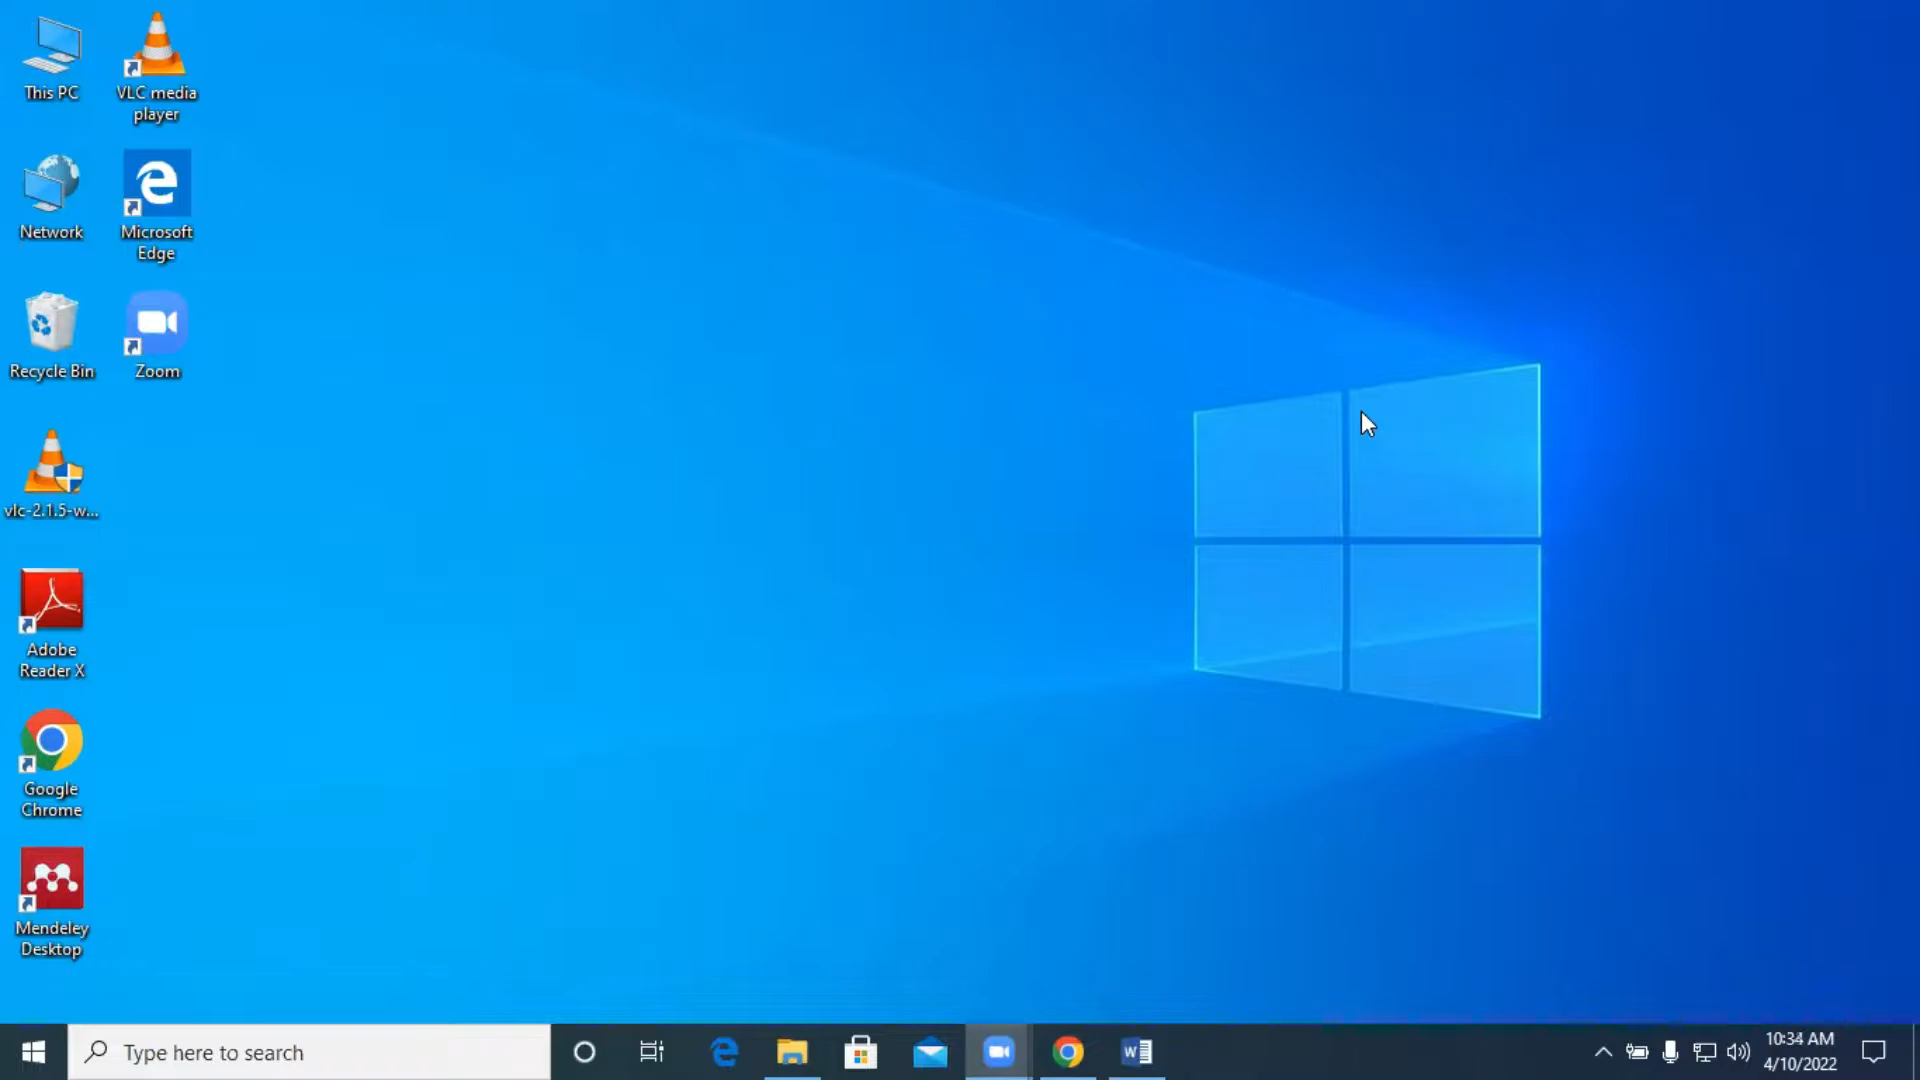 This PC
VLC media
player
Network
Microsoft
Edge
Recycle Bin
Zoom
vlc-2.1.5-w...
Adobe
Reader X
Google
Chrome
Mendeley
Desktop
Type here to search
10:34 AM
4/10/2022